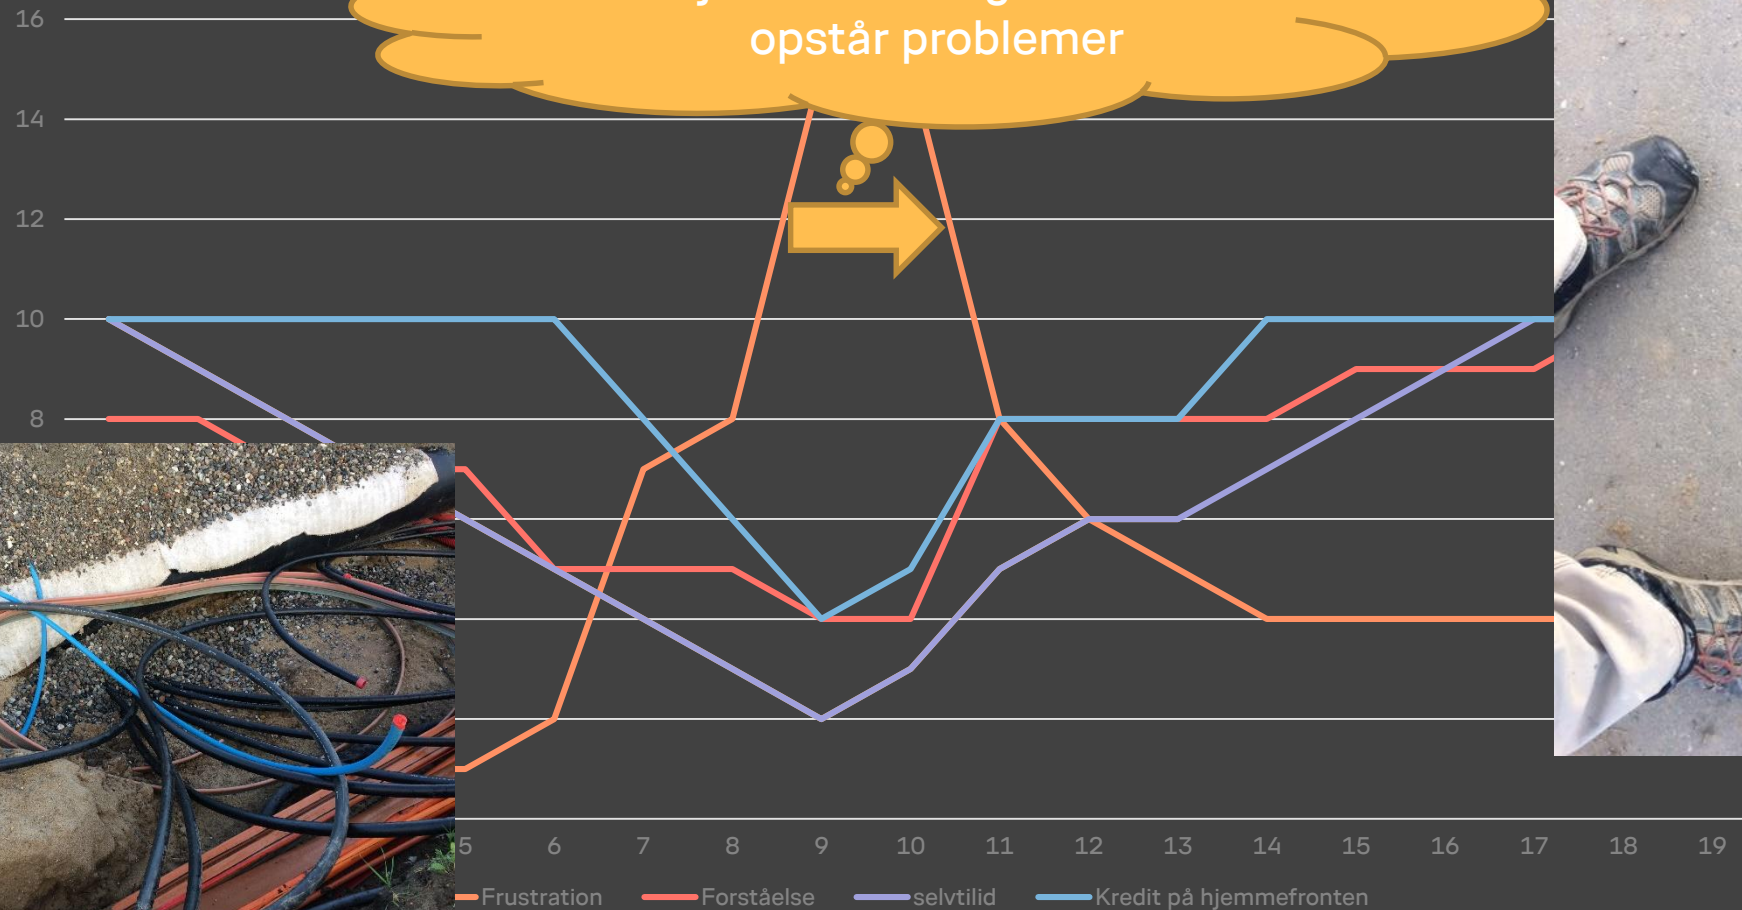 opstår problemer
16
14
12
10
8
5 6 7 8 9 10 11 12 13 14 15 16 17 18 19
Frustration Forståelse selvtilid Kredit på hjemmefronten